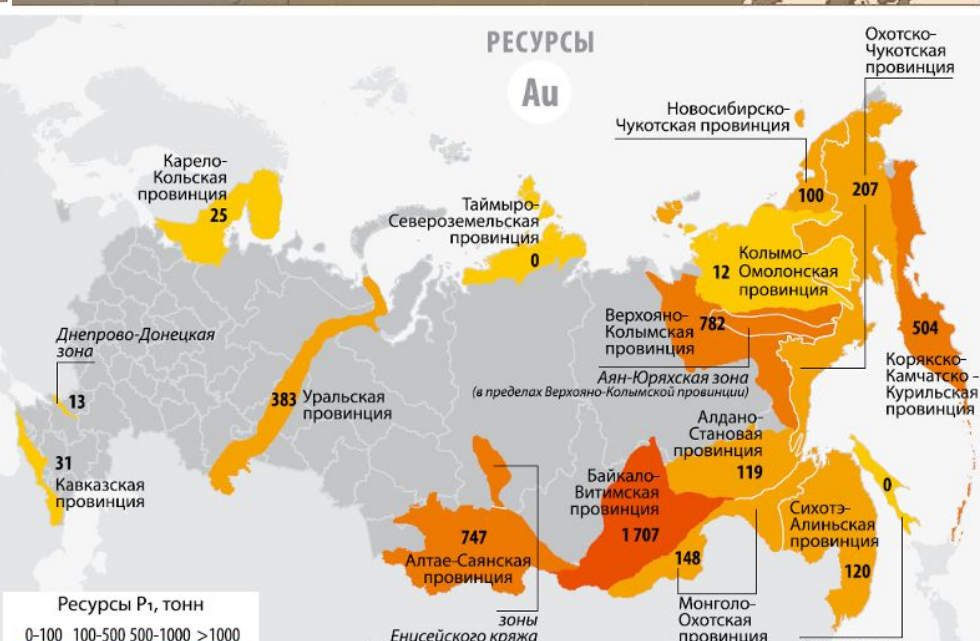 РЕСУРСЫ
Au
Охотско-
Чукотская
провинция
Новосибирско-
Чукотская провинция
100
207
Карело-
Кольская
провинция
25
Таймыро-
Североземельская
провинция
0
12
Колымо-
Омолонская
провинция
Верхояно-
Колымская
провинция
782
Аян-Юряхская зона
(в пределах Верхояно-Колымской провинции)
504
Корякско-
Камчатско-
Курильская
провинция
Днепрово-Донецкая
зона
13
383
Уральская
провинция
31
Кавказская
провинция
Алдано-
Становая
провинция
119
Байкало-
Витимская
провинция
1 707
0
Сихотэ-
Алиньская
провинция
120
747
Алтае-Саянская
провинция
148
Монголо-
Охотская
провинция
зоны
Енисейского кряжа
Ресурсы P₁, тонн
0-100 100-500 500-1000 >1000